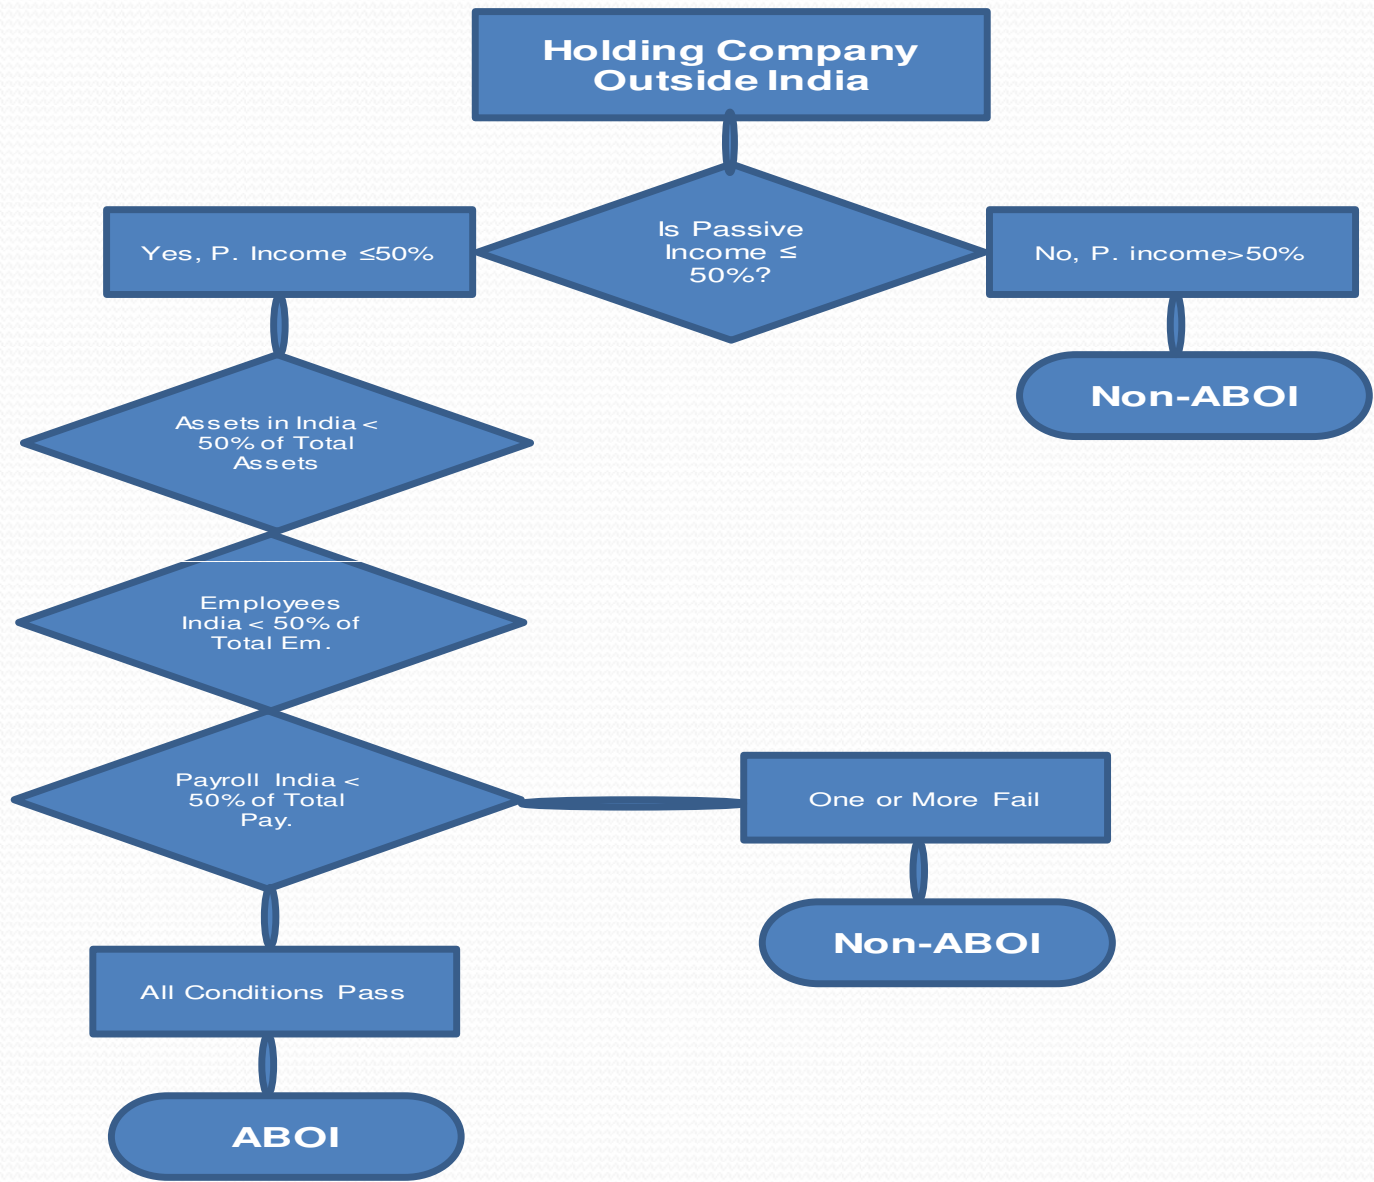 Holding Company
Outside India
Is Passive
Income ≤
50%?
Yes, P. Income ≤50%
No, P. income>50%
Non-ABOI
Assets in India <
50% of Total
Assets
Employees
India < 50% of
Total Em.
Payroll India <
50% of Total
Pay.
One or More Fail
Non-ABOI
All Conditions Pass
ABOI